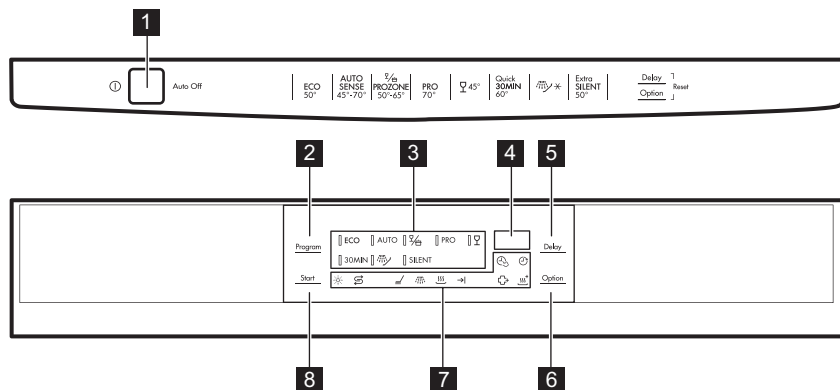 1
Auto Off
ECO
50°
AUTO
SENSE
45°-70°
PROZONE
50°-65°
PRO
70°
45°
Quick
30MIN
60°
Extra
SILENT
50°
Delay
Option
Reset
2 3 4 5
Program
ECO AUTO PRO
Delay
30MIN SILENT
Start
Option
8 7 6